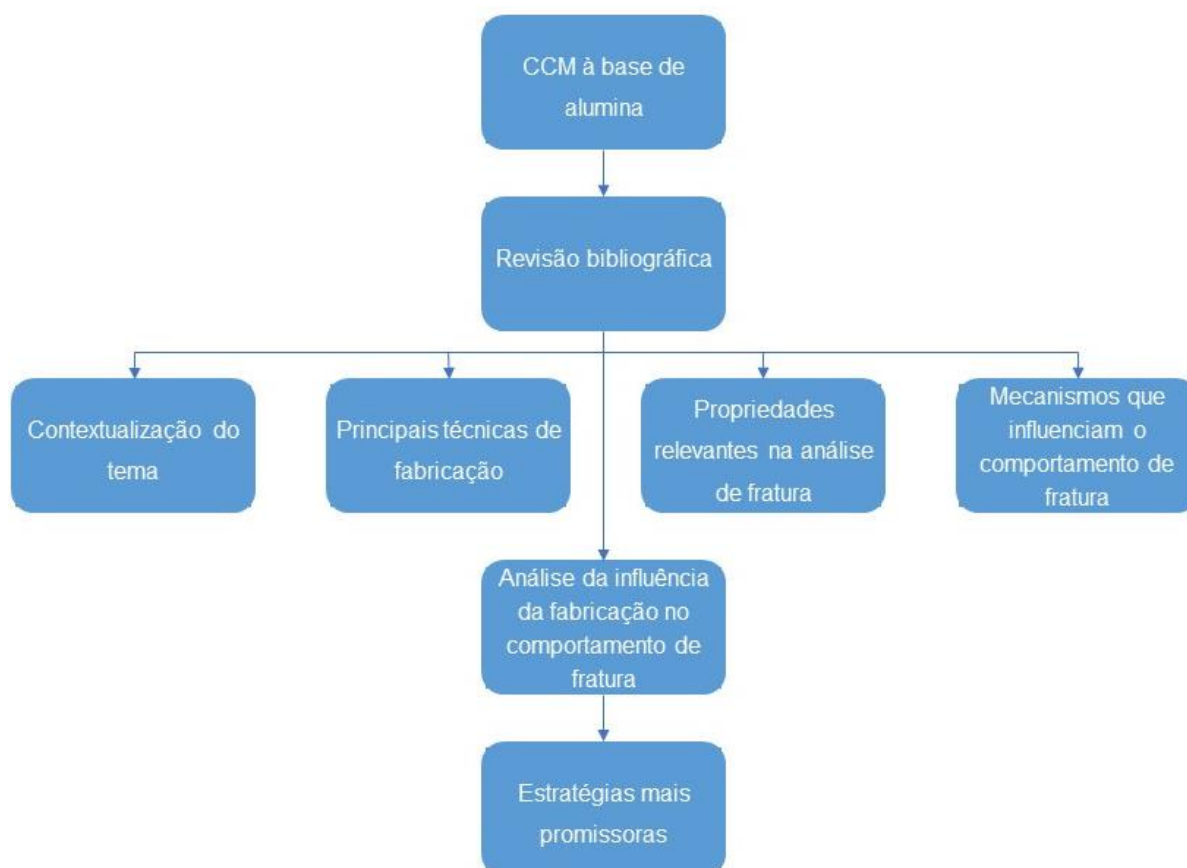 CCM à base de
alumina
Revisão bibliográfica
Contextualização do
tema
Principais técnicas de
fabricação
Propriedades
relevantes na análise
de fratura
Mecanismos que
influenciam o
comportamento de
fratura
Análise da influência
da fabricação no
comportamento de
fratura
Estratégias mais
promissoras